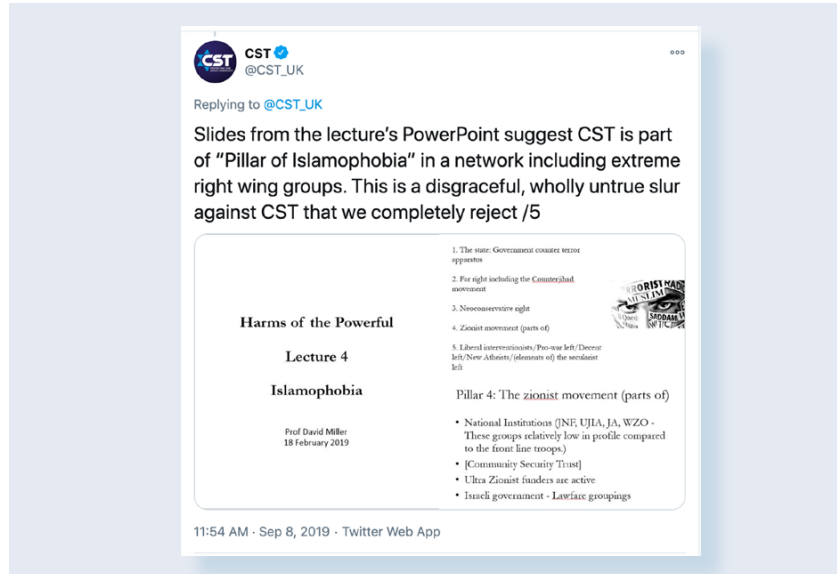 CST
CST
@CST_UK
Replying to @CST_UK
Slides from the lecture's PowerPoint suggest CST is part
of "Pillar of Islamophobia" in a network including extreme
right wing groups. This is a disgraceful, wholly untrue slur
against CST that we completely reject /5
Harms of the Powerful
Lecture 4
Islamophobia
Prof David Miller
18 February 2019
1. The state: Government counter terror
apparatus
2. Far right including the Counterjihad
movement
3. Neoconservative right
4. Zionist movement (parts of)
5. Liberal interventionists/Pro-war left/Decent
left/New Atheists/(elements of) the secularist
left
MUSLIM
SADDAM
Pillar 4: The zionist movement (parts of)
• National Institutions (JNF, UJIA, JA, WZO -
These groups relatively low in profile compared
to the front line troops.)
• [Community Security Trust]
• Ultra Zionist funders are active
• Israeli government - Lawfare groupings
11:54 AM · Sep 8, 2019 · Twitter Web App